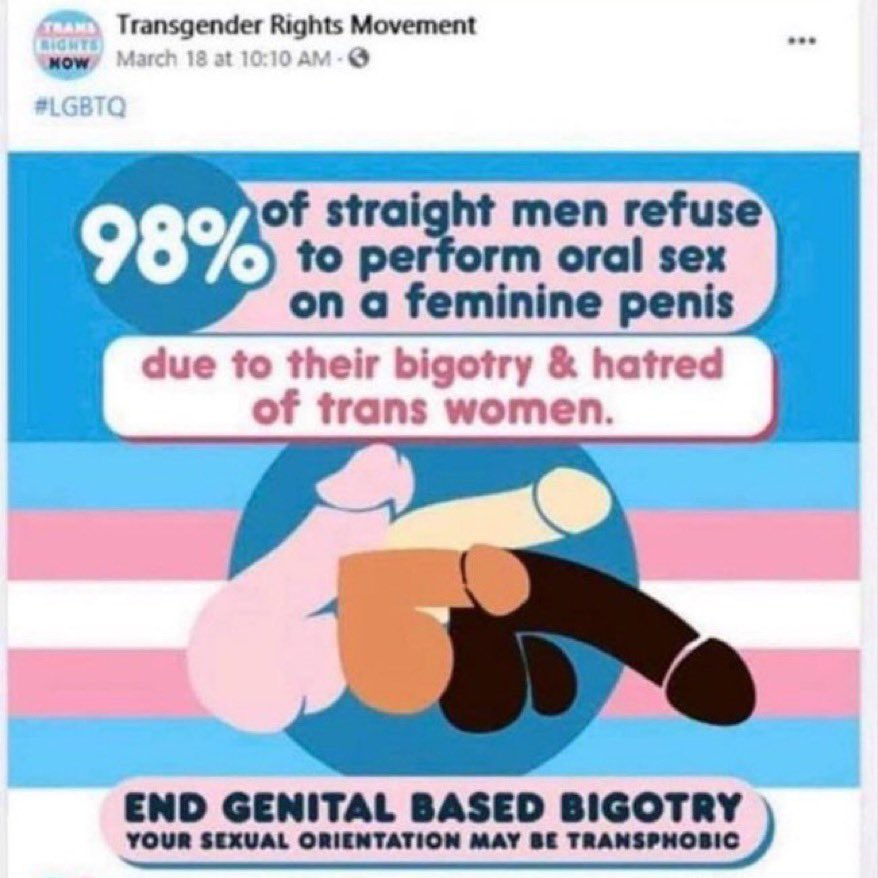 TRANS
RIGHTS
NOW
Transgender Rights Movement
March 18 at 10:10 AM ·
#LGBTQ
98% of straight men refuse
to perform oral sex
on a feminine penis
due to their bigotry & hatred
of trans women.
END GENITAL BASED BIGOTRY
YOUR SEXUAL ORIENTATION MAY BE TRANSPHOBIC